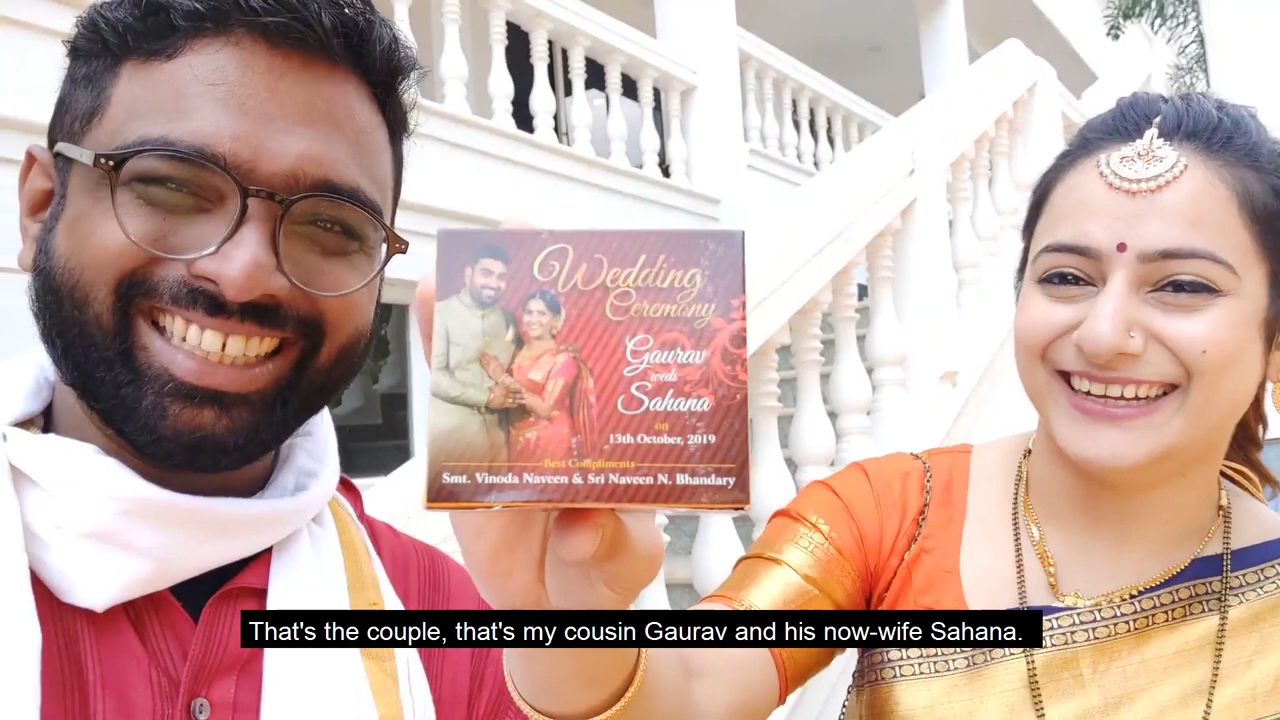 Wedding
Ceremony
Gaurav
weds
Sahana
on
13th October, 2019
Best Compliments
Smt. Vinoda Naveen & Sri Naveen N. Bhandary
That's the couple, that's my cousin Gaurav and his now-wife Sahana.